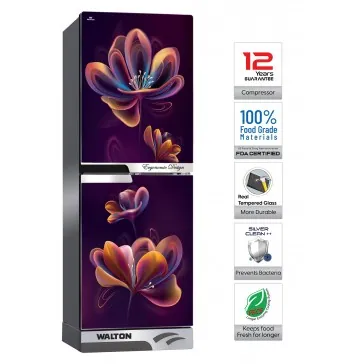 Ergonomic Design
WALTON
12
Years
GUARANTEE
Compressor
100%
Food Grade
Materials
FDA CERTIFIED
Real
Tempered Glass
More Durable
SILVER
CLEAN ++
Prevents Bacteria
Keeps food
Fresh for longer